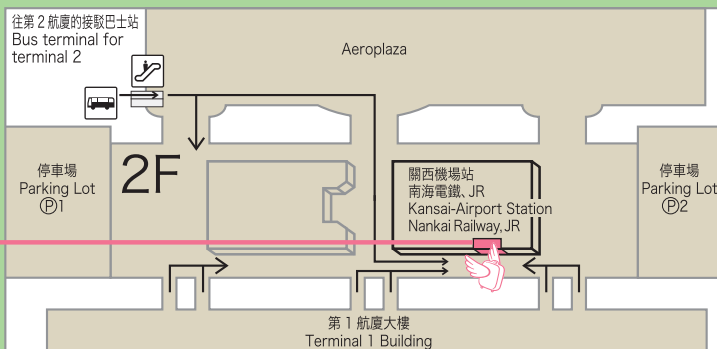 往第 2 航廈的接駁巴士站
Bus terminal for
terminal 2
Aeroplaza
停車場
Parking Lot
Ⓟ1
2F
關西機場站
南海電鐵、JR
Kansai-Airport Station
Nankai Railway, JR
停車場
Parking Lot
Ⓟ2
第 1 航廈大樓
Terminal 1 Building